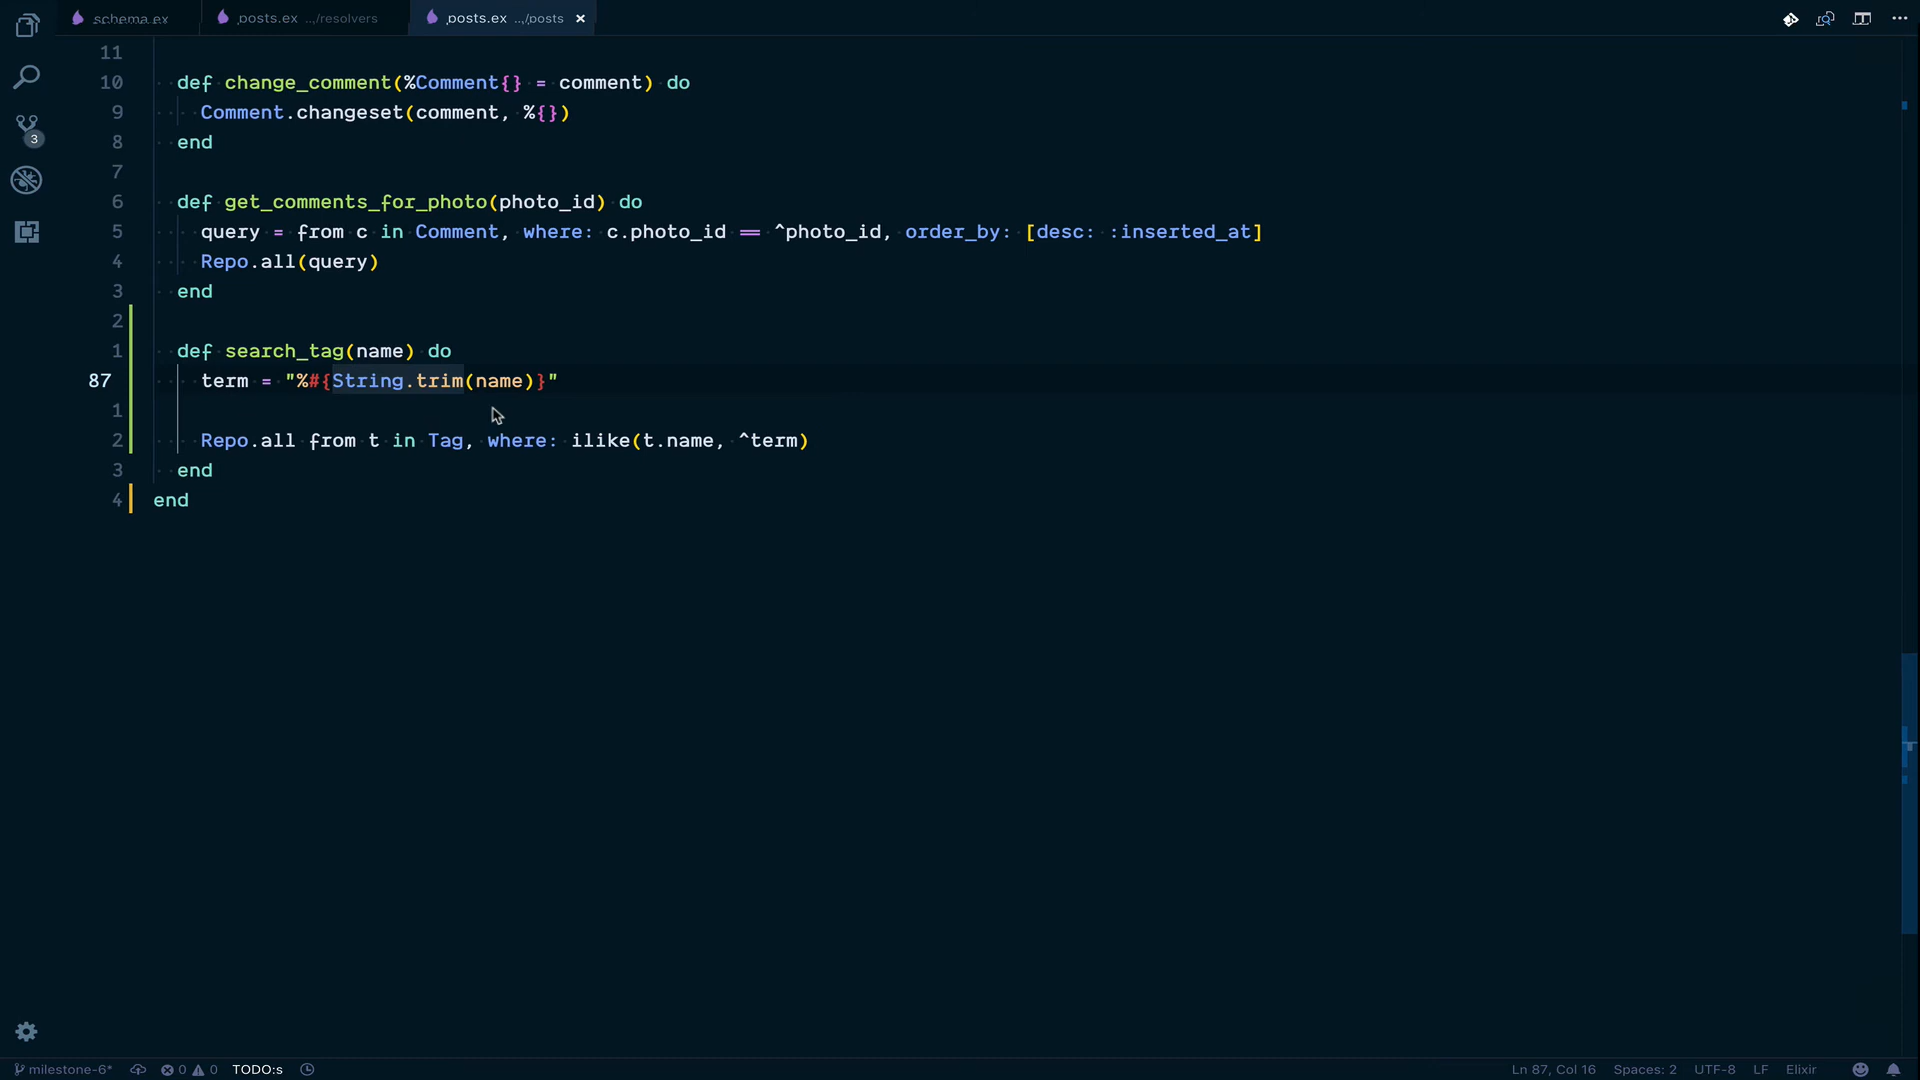 schema.ex posts.ex ../resolvers posts.ex ../posts ×
11
10 def change_comment(%Comment{} = comment) do
9 Comment.changeset(comment, %{})
8 end
7
6 def get_comments_for_photo(photo_id) do
5 query = from c in Comment, where: c.photo_id == ^photo_id, order_by: [desc: :inserted_at]
4 Repo.all(query)
3 end
2
1 def search_tag(name) do
87 term = "%#{String.trim(name)}"
1
2 Repo.all from t in Tag, where: ilike(t.name, ^term)
3 end
4 end
3
milestone-6* 0 0 TODO:s Ln 87, Col 16 Spaces: 2 UTF-8 LF Elixir